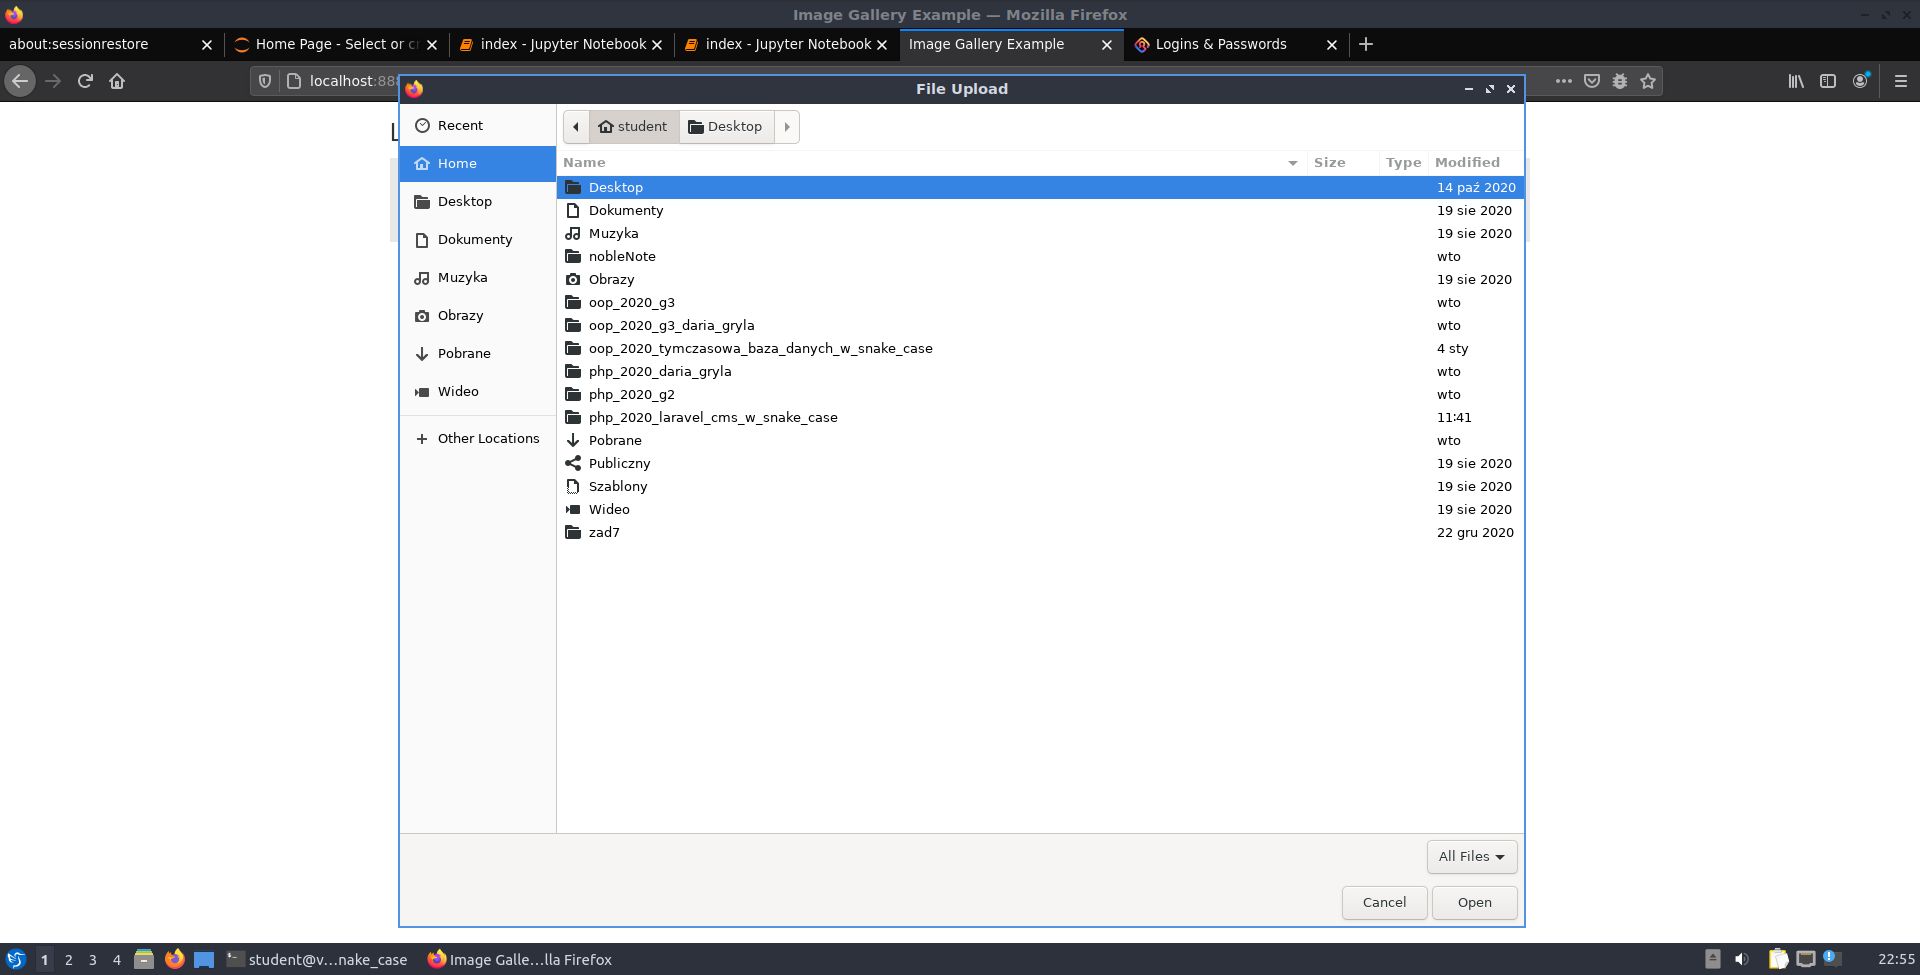 Image Gallery Example — Mozilla Firefox
about:sessionrestore
Home Page - Select or cr
index - Jupyter Notebook
index - Jupyter Notebook
Image Gallery Example
Logins & Passwords
localhost:888
File Upload
Recent
Home
Desktop
Dokumenty
Muzyka
Obrazy
Pobrane
Wideo
Other Locations
student
Desktop
Name Size Type Modified
Desktop 14 paź 2020
Dokumenty 19 sie 2020
Muzyka 19 sie 2020
nobleNote wto
Obrazy 19 sie 2020
oop_2020_g3 wto
oop_2020_g3_daria_gryla wto
oop_2020_tymczasowa_baza_danych_w_snake_case 4 sty
php_2020_daria_gryla wto
php_2020_g2 wto
php_2020_laravel_cms_w_snake_case 11:41
Pobrane wto
Publiczny 19 sie 2020
Szablony 19 sie 2020
Wideo 19 sie 2020
zad7 22 gru 2020
All Files
Cancel Open
1 2 3 4 student@v...nake_case Image Galle...lla Firefox 22:55